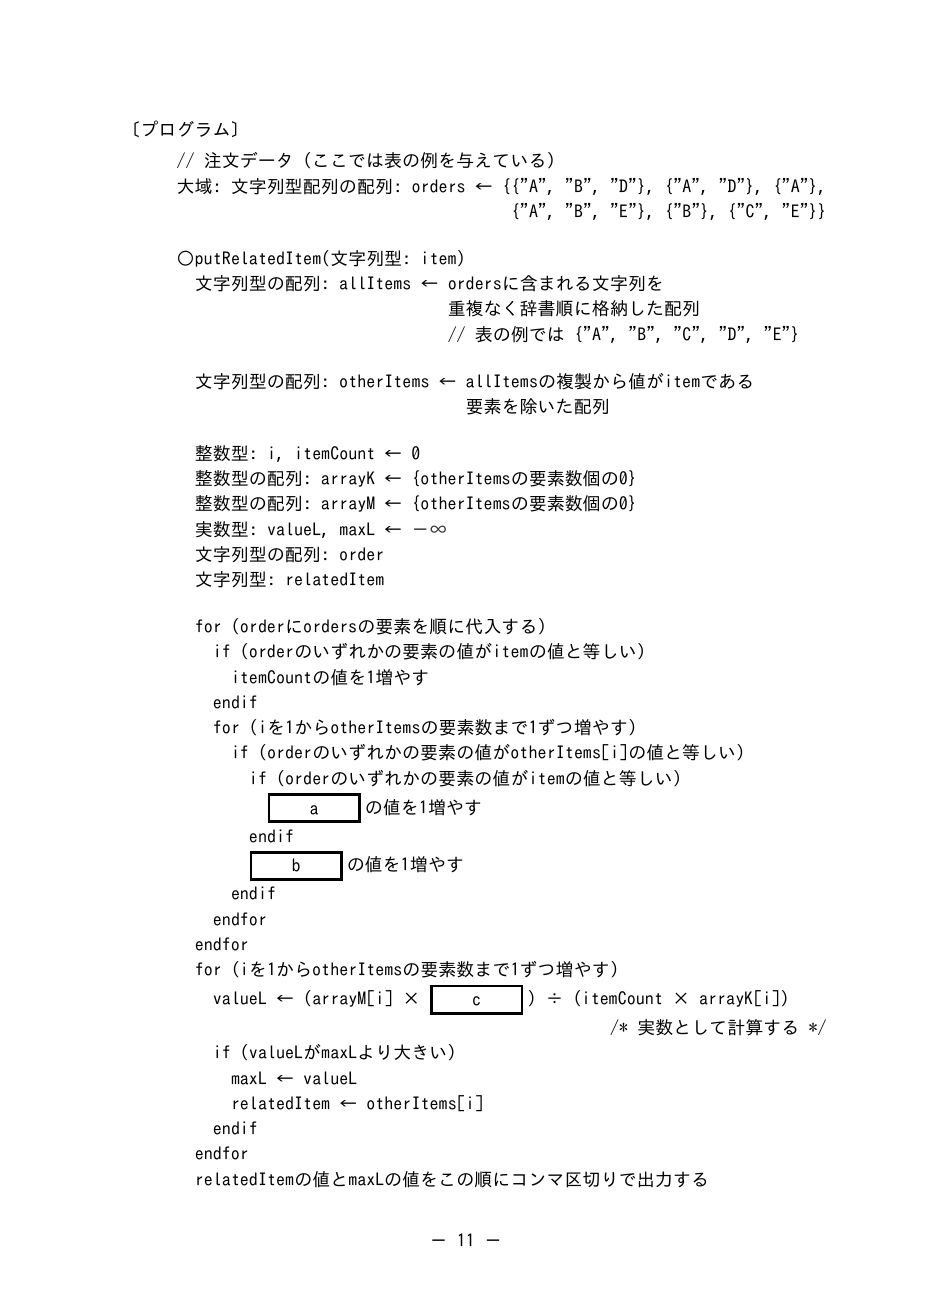 〔プログラム〕
// 注文データ（ここでは表の例を与えている）
大域: 文字列型配列の配列: orders ← {{”A”, ”B”, ”D”}, {”A”, ”D”}, {”A”},
{”A”, ”B”, ”E”}, {”B”}, {”C”, ”E”}}
○putRelatedItem(文字列型: item)
文字列型の配列: allItems ← ordersに含まれる文字列を
重複なく辞書順に格納した配列
// 表の例では {”A”, ”B”, ”C”, ”D”, ”E”}
文字列型の配列: otherItems ← allItemsの複製から値がitemである
要素を除いた配列
整数型: i, itemCount ← 0
整数型の配列: arrayK ← {otherItemsの要素数個の0}
整数型の配列: arrayM ← {otherItemsの要素数個の0}
実数型: valueL, maxL ← －∞
文字列型の配列: order
文字列型: relatedItem
for (orderにordersの要素を順に代入する)
if (orderのいずれかの要素の値がitemの値と等しい)
itemCountの値を1増やす
endif
for (iを1からotherItemsの要素数まで1ずつ増やす)
if (orderのいずれかの要素の値がotherItems[i]の値と等しい)
if (orderのいずれかの要素の値がitemの値と等しい)
a の値を1増やす
endif
b の値を1増やす
endif
endfor
endfor
for (iを1からotherItemsの要素数まで1ずつ増やす)
valueL ← (arrayM[i] × c ) ÷ (itemCount × arrayK[i])
/* 実数として計算する */
if (valueLがmaxLより大きい)
maxL ← valueL
relatedItem ← otherItems[i]
endif
endfor
relatedItemの値とmaxLの値をこの順にコンマ区切りで出力する
－ 11 －